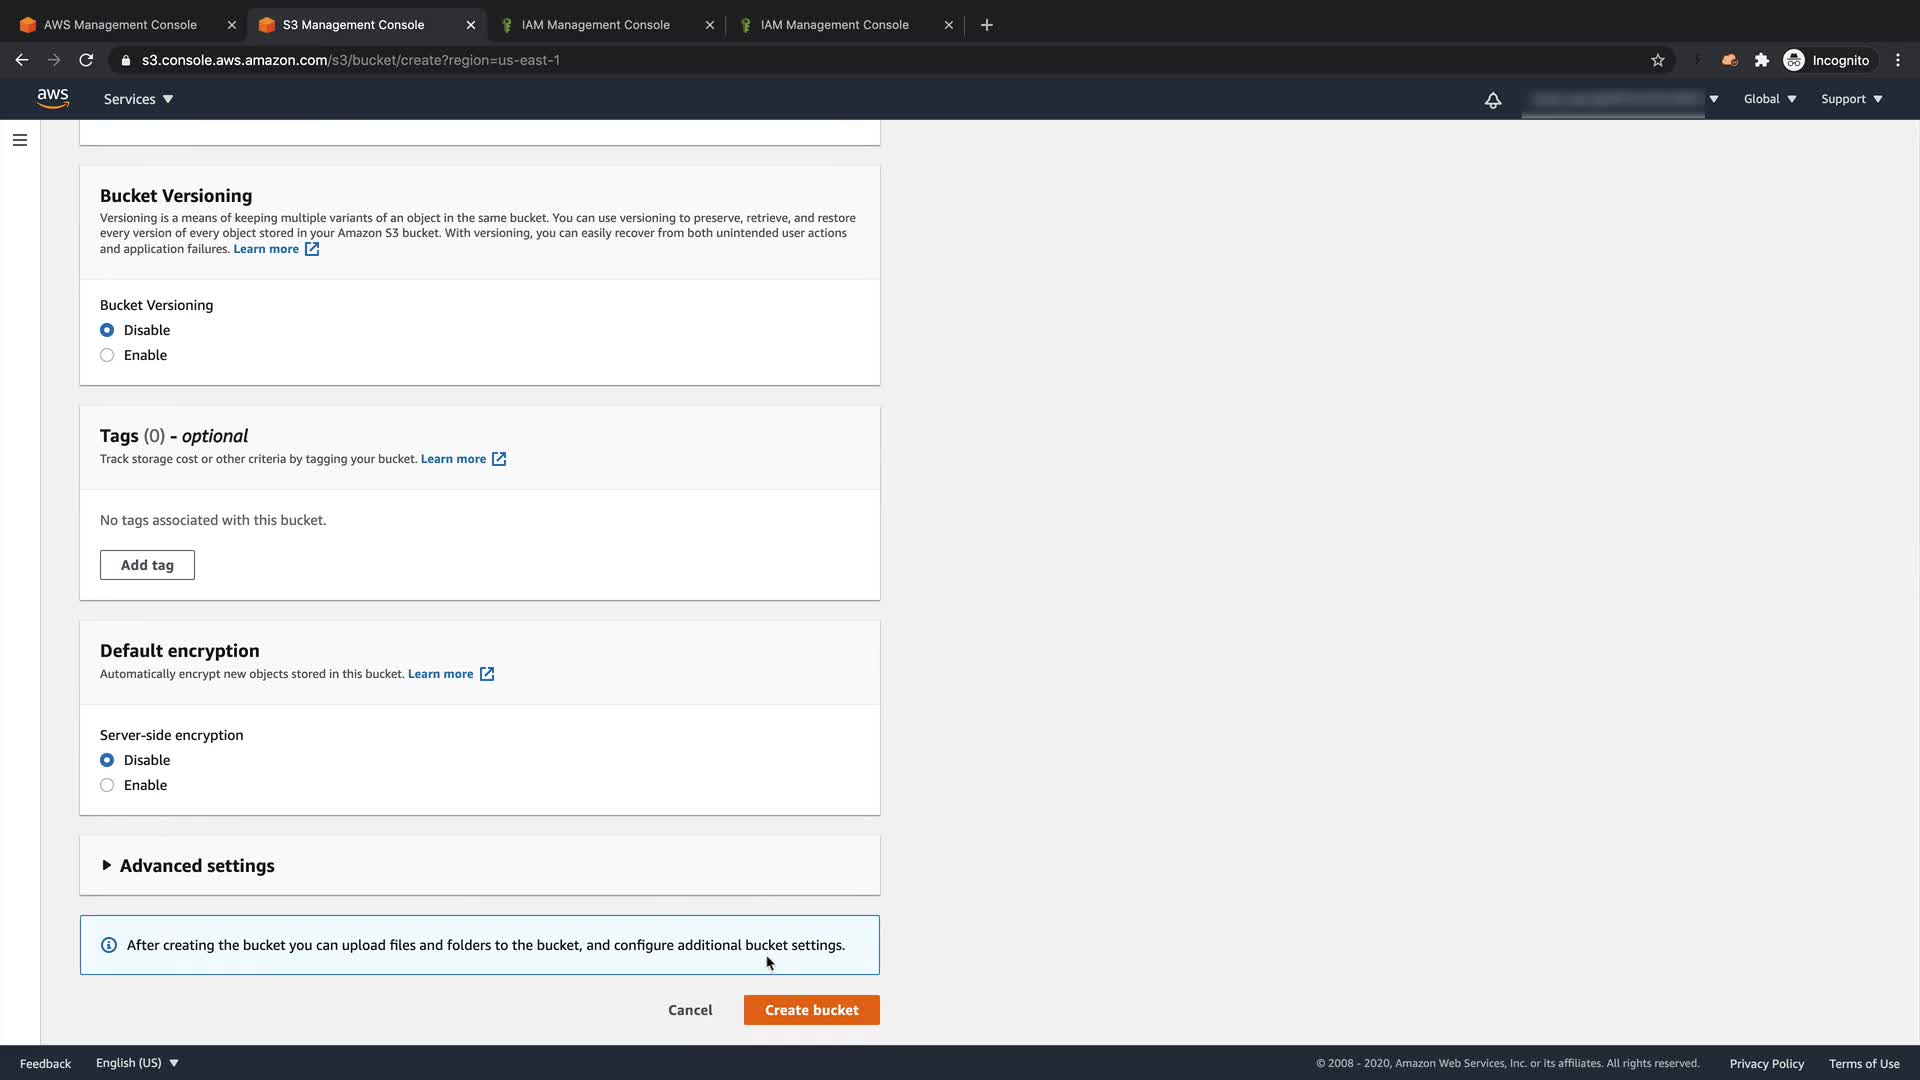 AWS Management Console
S3 Management Console
IAM Management Console
IAM Management Console
s3.console.aws.amazon.com/s3/bucket/create?region=us-east-1
Incognito
aws
Services
Global
Support
Bucket Versioning
Versioning is a means of keeping multiple variants of an object in the same bucket. You can use versioning to preserve, retrieve, and restore
every version of every object stored in your Amazon S3 bucket. With versioning, you can easily recover from both unintended user actions
and application failures. Learn more
Bucket Versioning
Disable
Enable
Tags (0) - optional
Track storage cost or other criteria by tagging your bucket. Learn more
No tags associated with this bucket.
Add tag
Default encryption
Automatically encrypt new objects stored in this bucket. Learn more
Server-side encryption
Disable
Enable
Advanced settings
After creating the bucket you can upload files and folders to the bucket, and configure additional bucket settings.
Cancel
Create bucket
Feedback
English (US)
© 2008 - 2020, Amazon Web Services, Inc. or its affiliates. All rights reserved.
Privacy Policy
Terms of Use